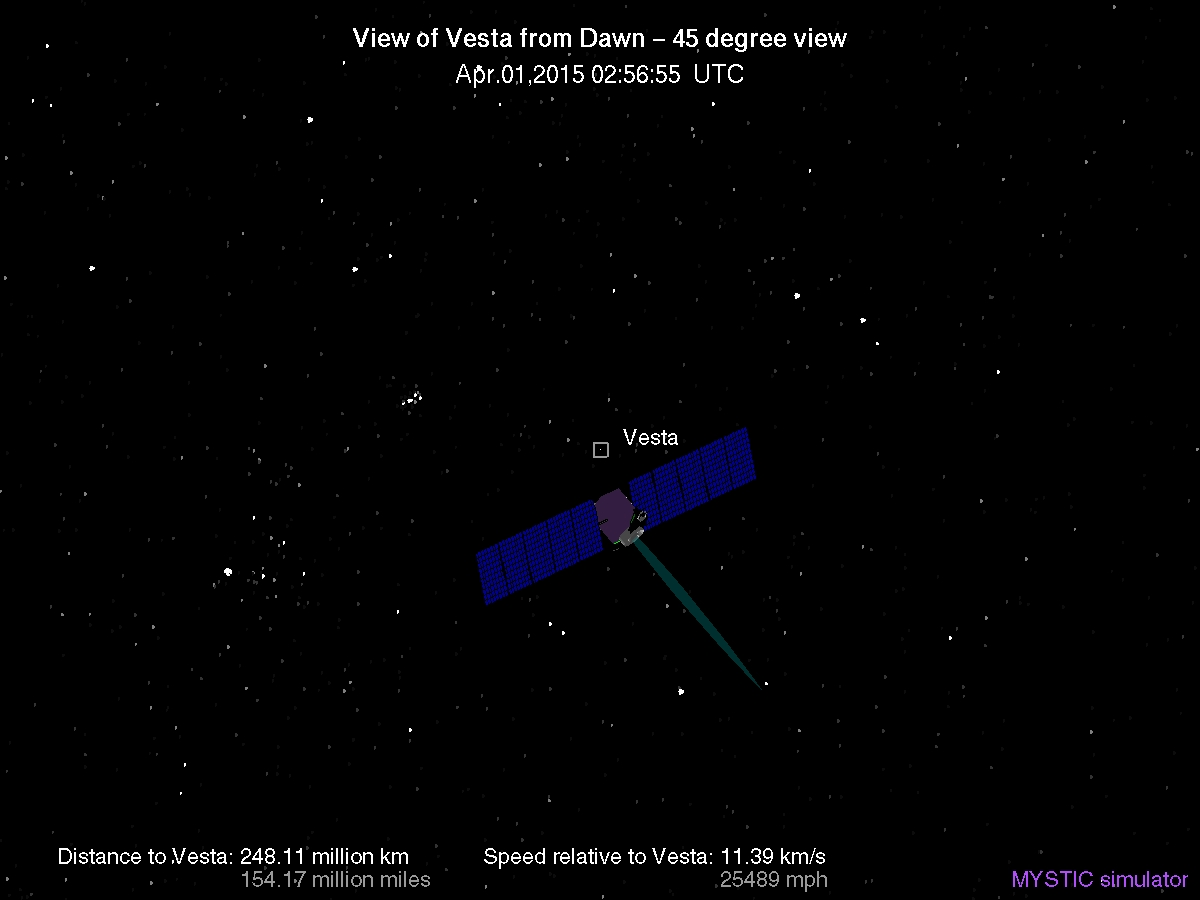 View of Vesta from Dawn – 45 degree view
Apr.01,2015 02:56:55 UTC
Vesta
Distance to Vesta: 248.11 million km
154.17 million miles
Speed relative to Vesta: 11.39 km/s
25489 mph
MYSTIC simulator